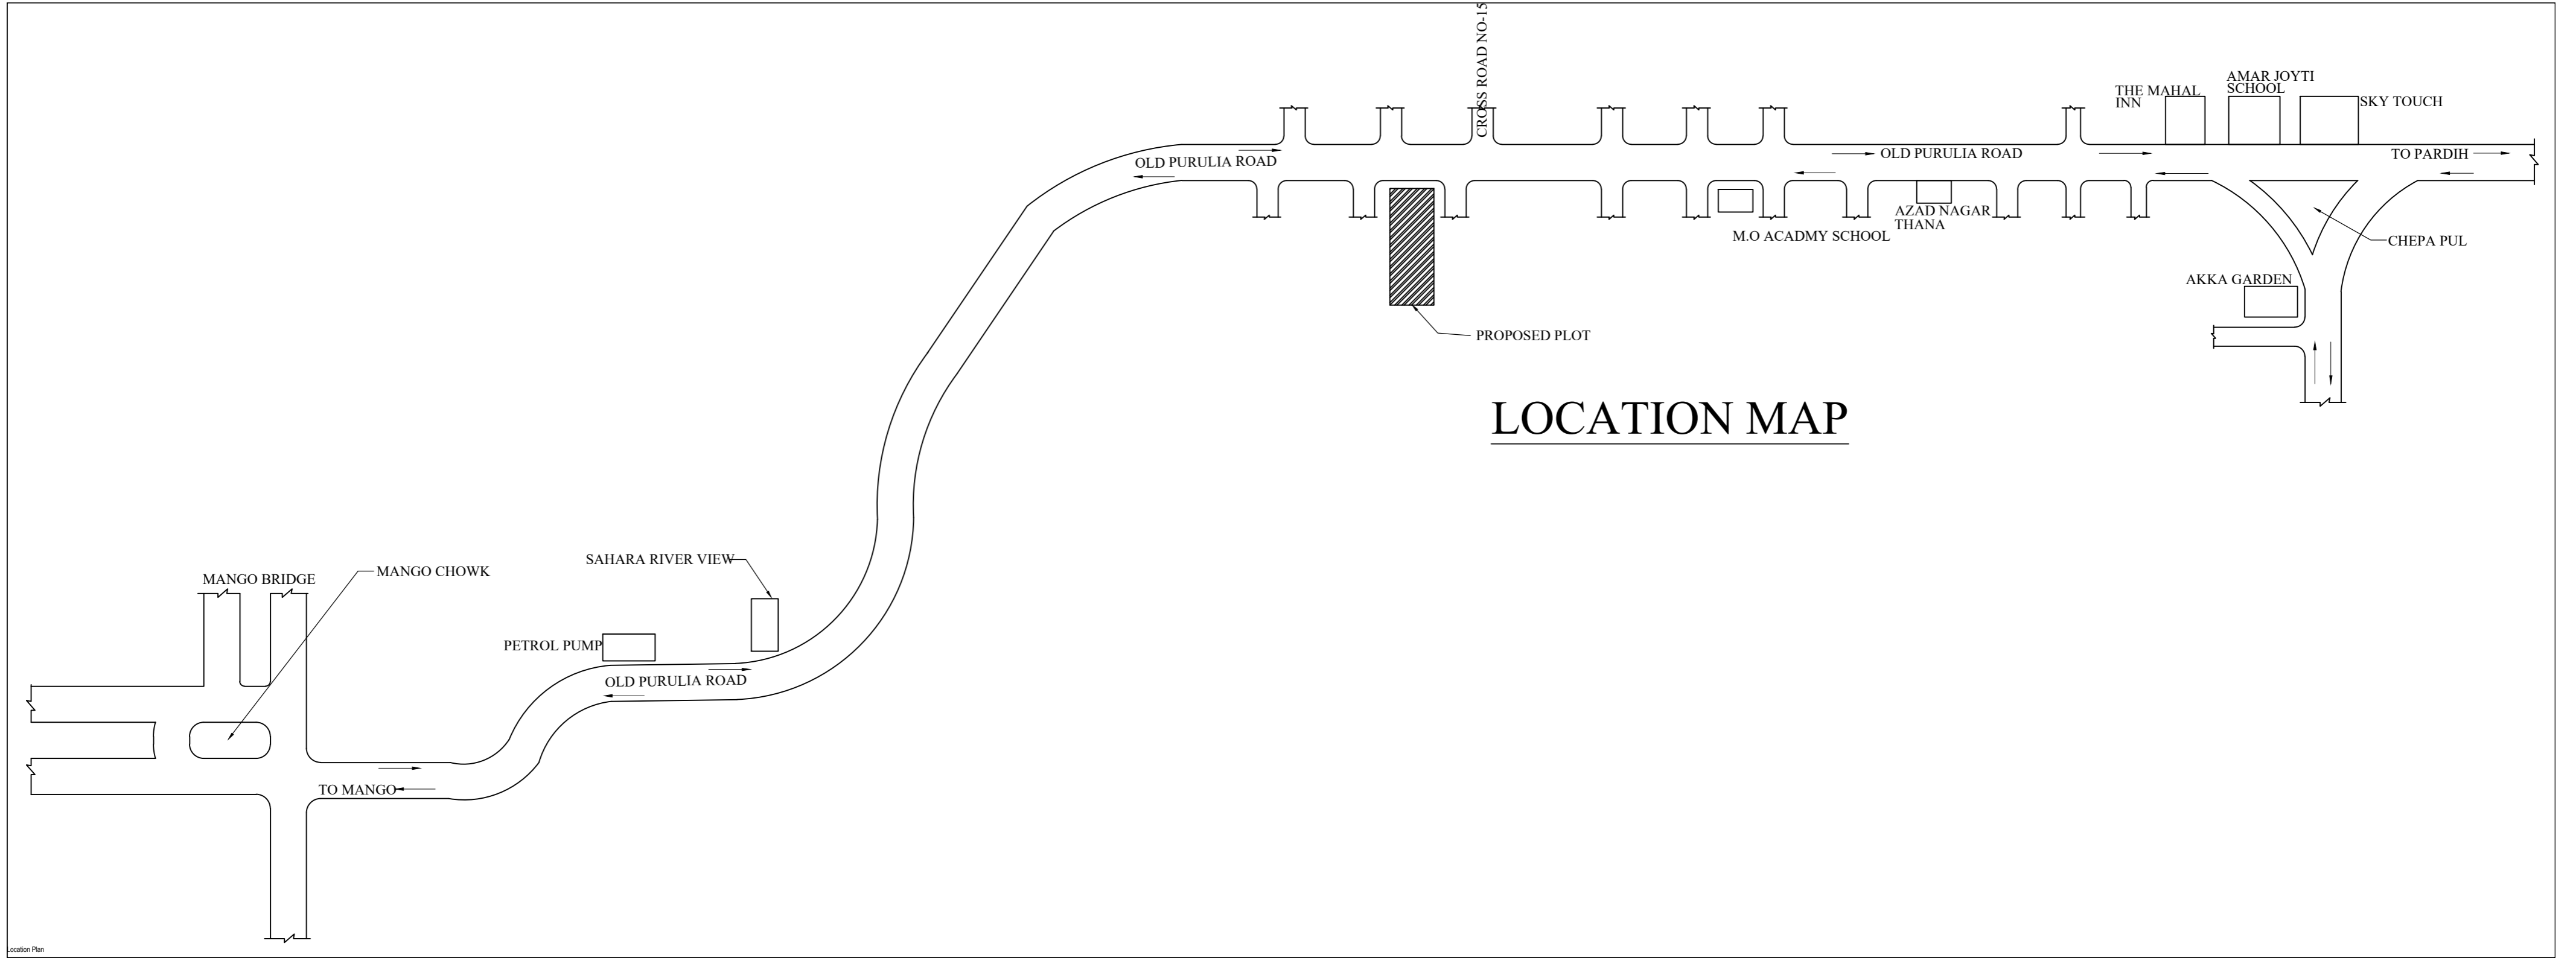 CROSS ROAD NO-15
THE MAHAL
INN
AMAR JOYTI
SCHOOL
SKY TOUCH
OLD PURULIA ROAD
OLD PURULIA ROAD
TO PARDIH
AZAD NAGAR
THANA
M.O ACADMY SCHOOL
CHEPA PUL
AKKA GARDEN
PROPOSED PLOT
LOCATION MAP
SAHARA RIVER VIEW
MANGO BRIDGE
MANGO CHOWK
PETROL PUMP
OLD PURULIA ROAD
TO MANGO
Location Plan